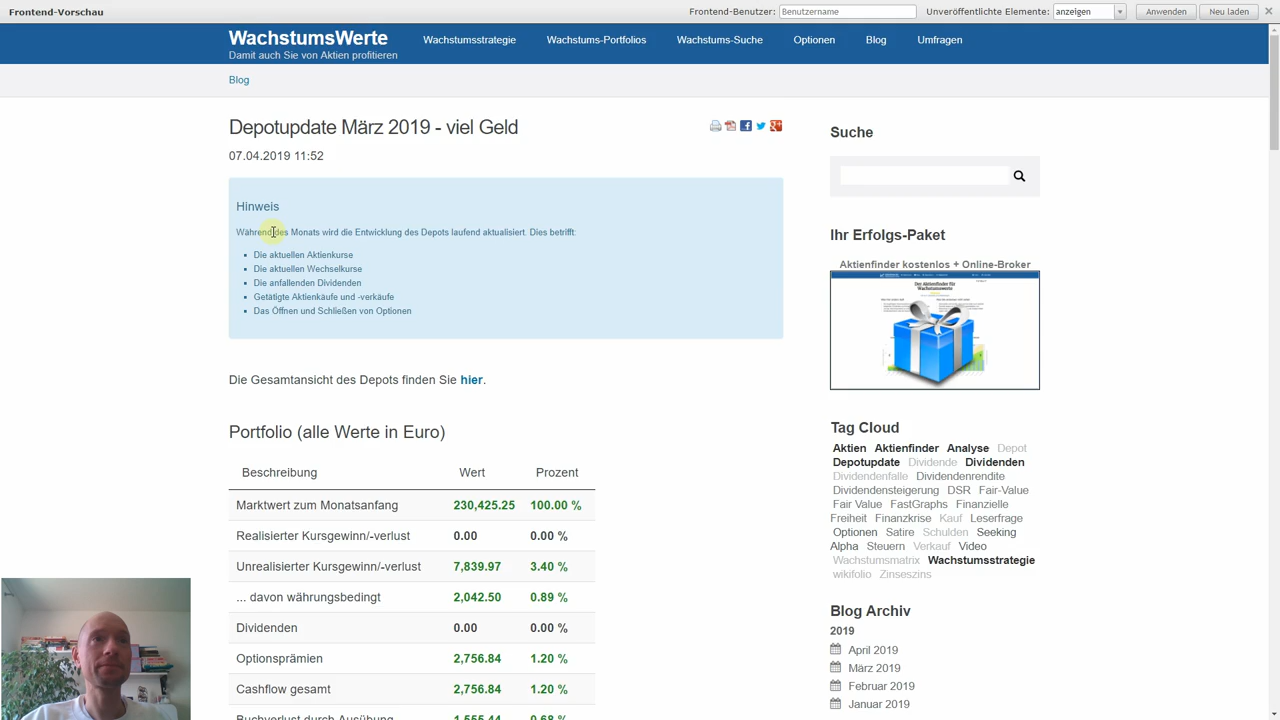 Frontend-Vorschau
Frontend-Benutzer: Benutzername Unveröffentlichte Elemente: anzeigen Anwenden Neu laden
WachstumsWerte
Damit auch Sie von Aktien profitieren
Wachstumsstrategie Wachstums-Portfolios Wachstums-Suche Optionen Blog Umfragen
Blog
Depotupdate März 2019 - viel Geld
07.04.2019 11:52
Hinweis
Während des Monats wird die Entwicklung des Depots laufend aktualisiert. Dies betrifft:
Die aktuellen Aktienkurse
Die aktuellen Wechselkurse
Die anfallenden Dividenden
Getätigte Aktienkäufe und -verkäufe
Das Öffnen und Schließen von Optionen
Die Gesamtansicht des Depots finden Sie hier.
Portfolio (alle Werte in Euro)
Beschreibung Wert Prozent
Marktwert zum Monatsanfang 230,425.25 100.00 %
Realisierter Kursgewinn/-verlust 0.00 0.00 %
Unrealisierter Kursgewinn/-verlust 7,839.97 3.40 %
... davon währungsbedingt 2,042.50 0.89 %
Dividenden 0.00 0.00 %
Optionsprämien 2,756.84 1.20 %
Cashflow gesamt 2,756.84 1.20 %
Buchverlust durch Ausübung 1,555.44 0.68 %
Suche
Ihr Erfolgs-Paket
Aktienfinder kostenlos + Online-Broker
Tag Cloud
Aktien Aktienfinder Analyse Depot
Depotupdate Dividende Dividenden
Dividendenfalle Dividendenrendite
Dividendensteigerung DSR Fair-Value
Fair Value FastGraphs Finanzielle
Freiheit Finanzkrise Kauf Leserfrage
Optionen Satire Schulden Seeking
Alpha Steuern Verkauf Video
Wachstumsmatrix Wachstumsstrategie
wikifolio Zinseszins
Blog Archiv
2019
April 2019
März 2019
Februar 2019
Januar 2019